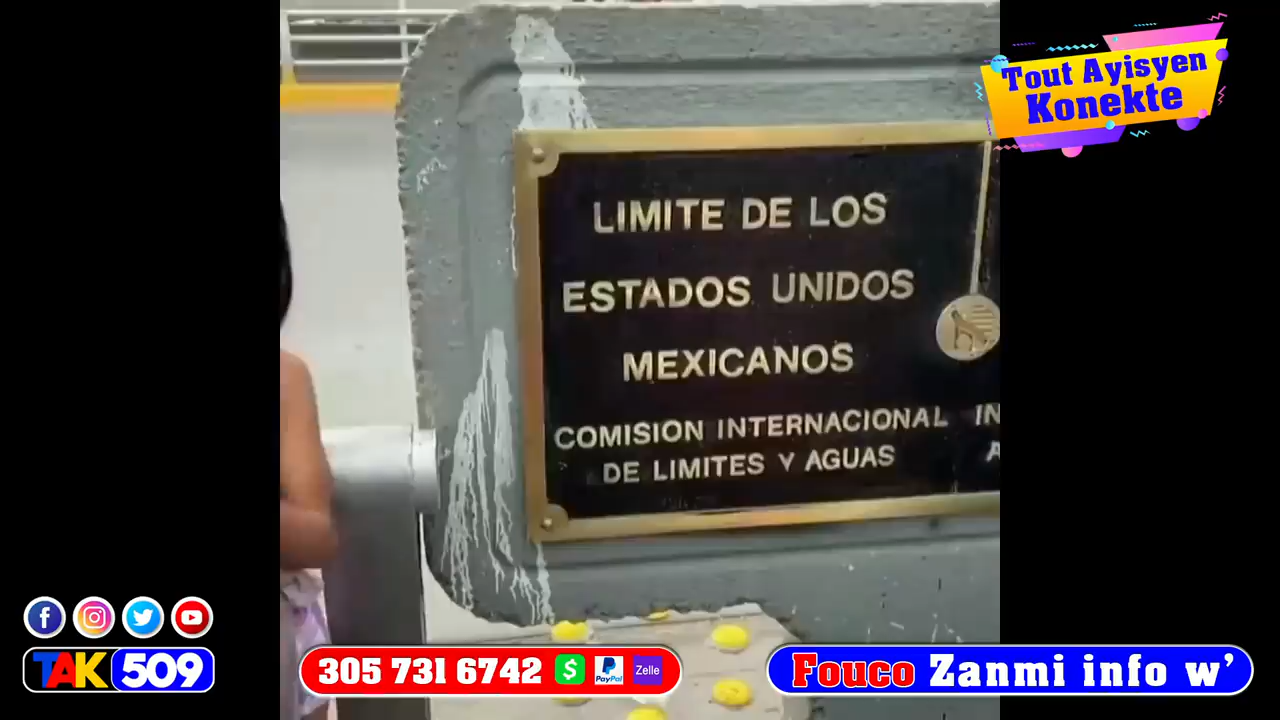 Tout Ayisyen
Konekte
LIMITE DE LOS
ESTADOS UNIDOS
MEXICANOS
COMISION INTERNACIONAL IN
DE LIMITES Y AGUAS A
TAK 509
305 731 6742
PayPal
Zelle
Fouco Zanmi info w'